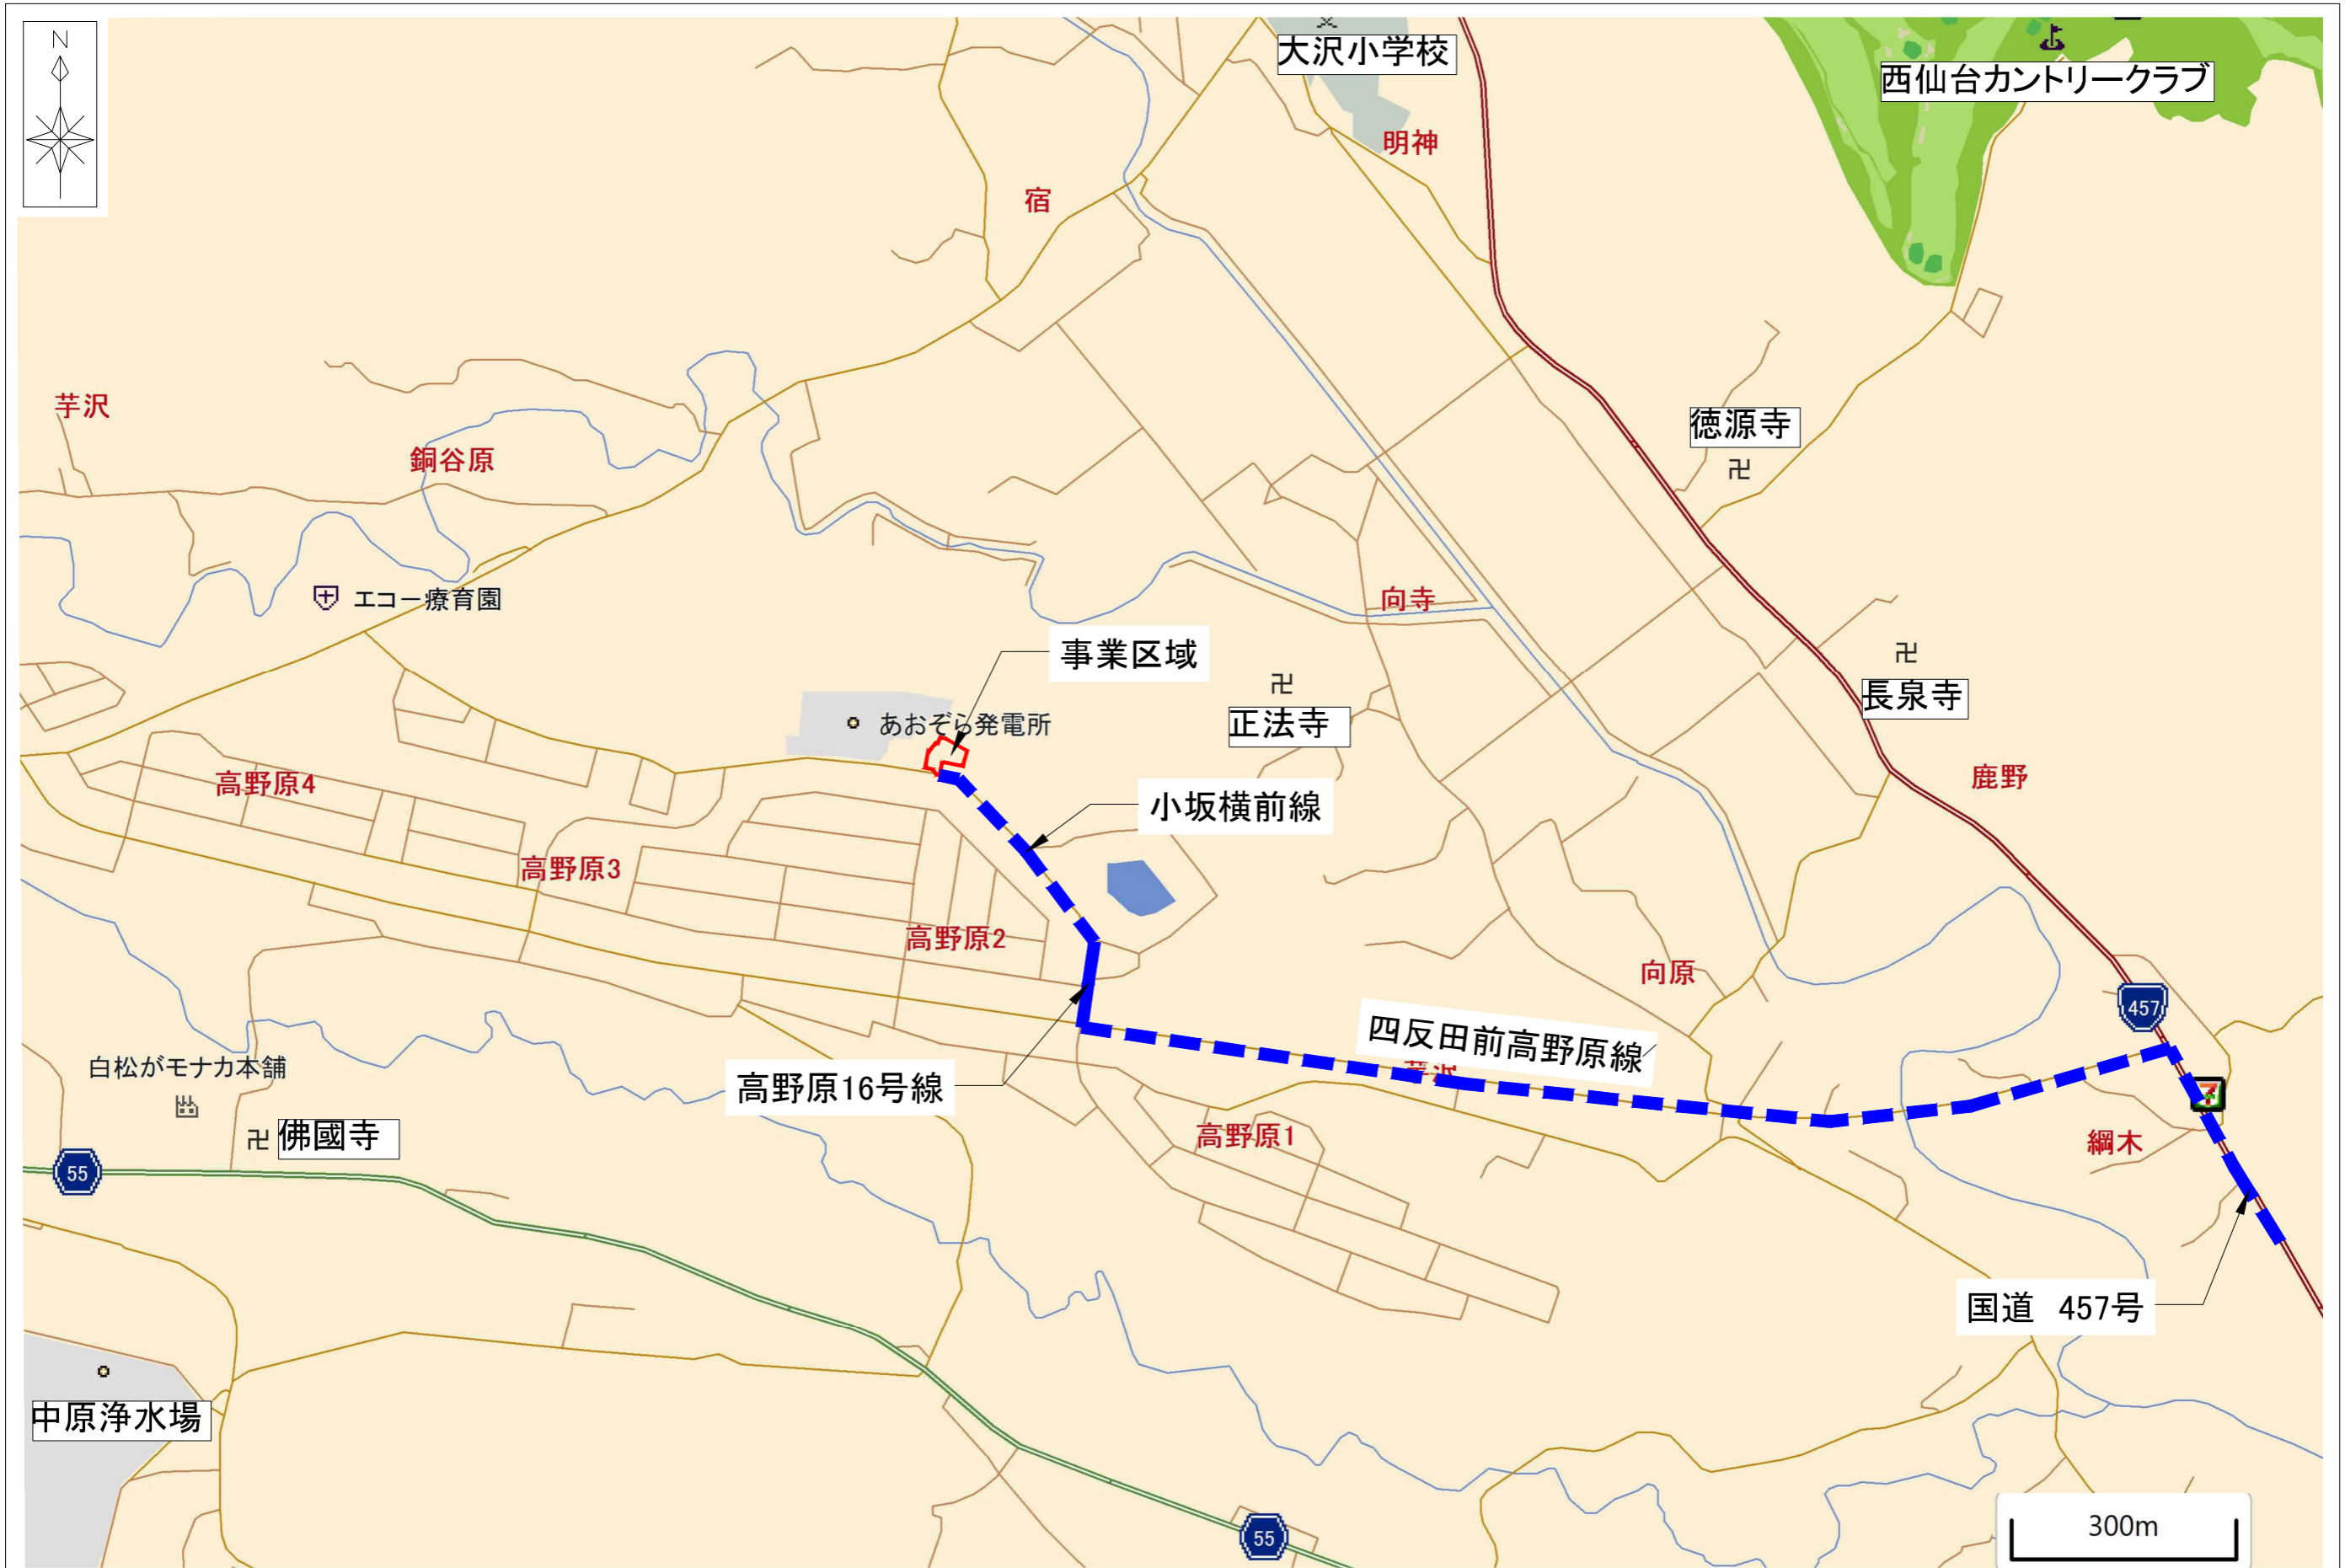 N
大沢小学校
西仙台カントリークラブ
明神
宿
芋沢
銅谷原
徳源寺
エコー療育園
向寺
事業区域
長泉寺
あおぞら発電所
正法寺
高野原4
小坂横前線
鹿野
高野原3
高野原2
向原
457
四反田前高野原線
白松がモナカ本舗
高野原16号線
芋沢
7
佛國寺
高野原1
綱木
55
国道 457号
中原浄水場
300m
55